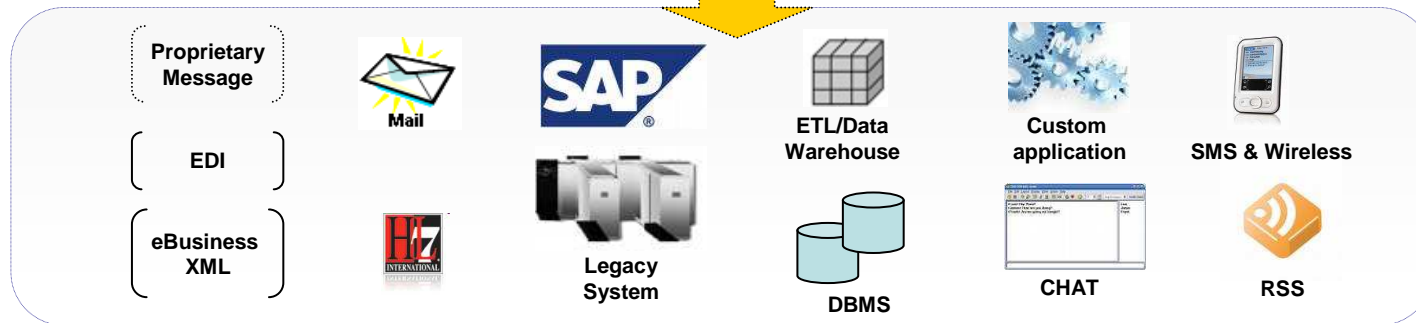 Proprietary
Message
EDI
eBusiness
XML
Mail
HL7
INTERNATIONAL
SAP
®
Legacy
System
ETL/Data
Warehouse
DBMS
Custom
application
CHAT
SMS & Wireless
RSS